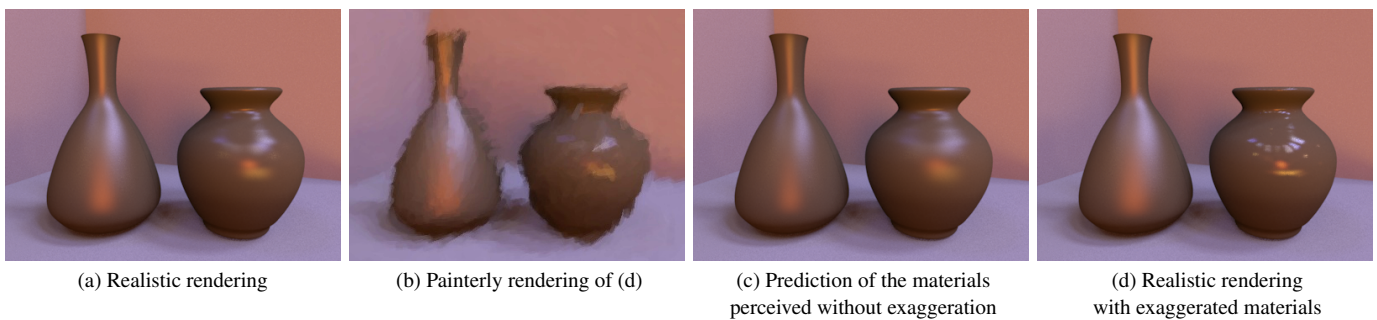 (a) Realistic rendering
(b) Painterly rendering of (d)
(c) Prediction of the materials
perceived without exaggeration
(d) Realistic rendering
with exaggerated materials